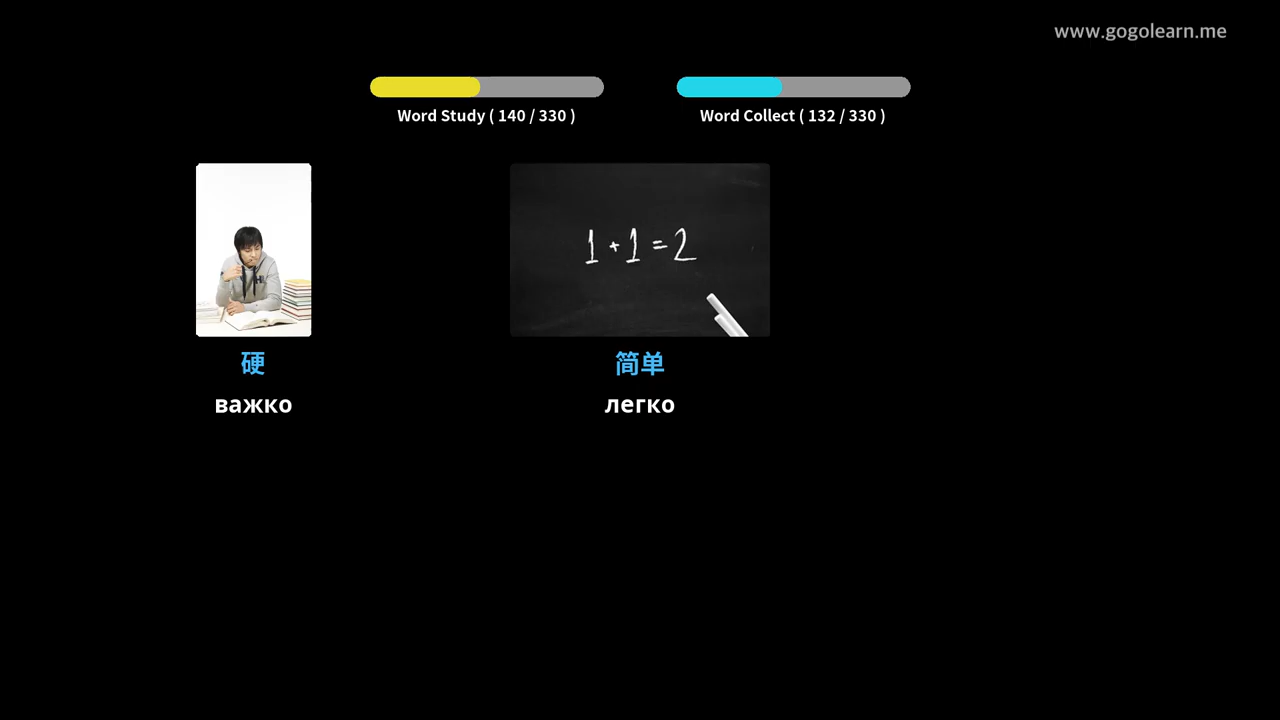 www.gogolearn.me
Word Study ( 140 / 330 )
Word Collect ( 132 / 330 )
1 + 1 = 2
硬
简单
важко
легко